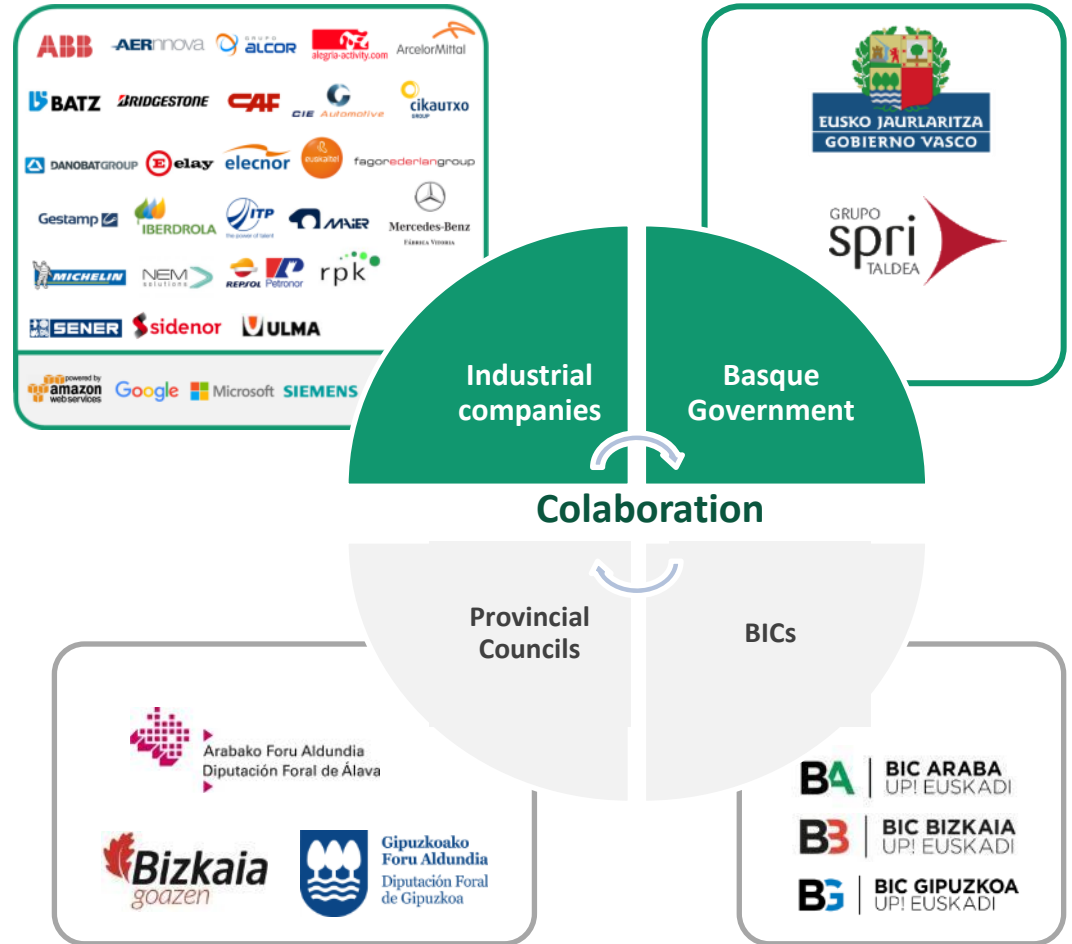 ABB
AERnnova
GRUPO
alcor
alegria-activity.com
ArcelorMittal
BATZ
BRIDGESTONE
CAF
CIE Automotive
cikautxo
GROUP
DANOBATGROUP
E elay
elecnor
euskaltel
fagorederlangroup
Gestamp
IBERDROLA
ITP
the power of talent
MAIER
Mercedes-Benz
FÁBRICA VITORIA
MICHELIN
NEM
solutions
REPSOL
Petronor
rpk
SENER
sidenor
ULMA
powered by
amazon
web services
Google
Microsoft
SIEMENS
EUSKO JAURLARITZA
GOBIERNO VASCO
GRUPO
spri
TALDEA
Industrial
companies
Basque
Government
Colaboration
Provincial
Councils
BICs
Arabako Foru Aldundia
Diputación Foral de Álava
Bizkaia
goazen
Gipuzkoako
Foru Aldundia
Diputación Foral
de Gipuzkoa
BA BIC ARABA
UP! EUSKADI
BB BIC BIZKAIA
UP! EUSKADI
BG BIC GIPUZKOA
UP! EUSKADI